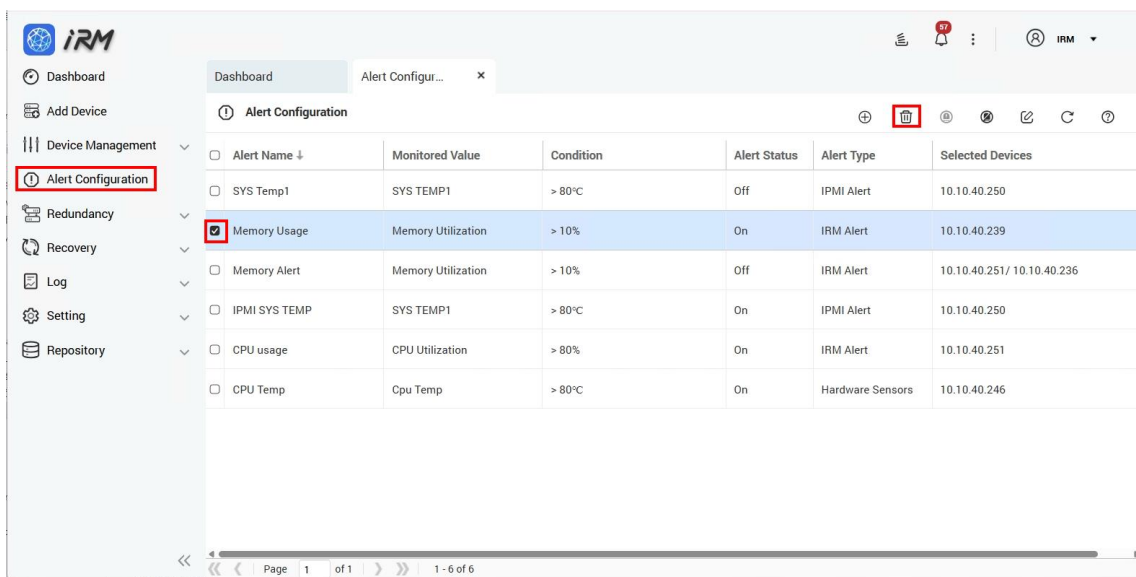 iRM
57
IRM
Dashboard
Add Device
Device Management
Alert Configuration
Redundancy
Recovery
Log
Setting
Repository
Dashboard
Alert Configur... ×
Alert Configuration
Alert Name ↓ Monitored Value Condition Alert Status Alert Type Selected Devices
SYS Temp1 SYS TEMP1 > 80°C Off IPMI Alert 10.10.40.250
Memory Usage Memory Utilization > 10% On IRM Alert 10.10.40.239
Memory Alert Memory Utilization > 10% Off IRM Alert 10.10.40.251/ 10.10.40.236
IPMI SYS TEMP SYS TEMP1 > 80°C On IPMI Alert 10.10.40.250
CPU usage CPU Utilization > 80% On IRM Alert 10.10.40.251
CPU Temp Cpu Temp > 80°C On Hardware Sensors 10.10.40.246
Page 1 of 1 1 - 6 of 6